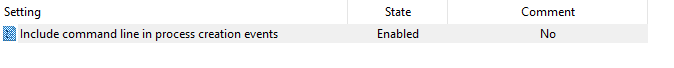 Setting State Comment
Include command line in process creation events Enabled No